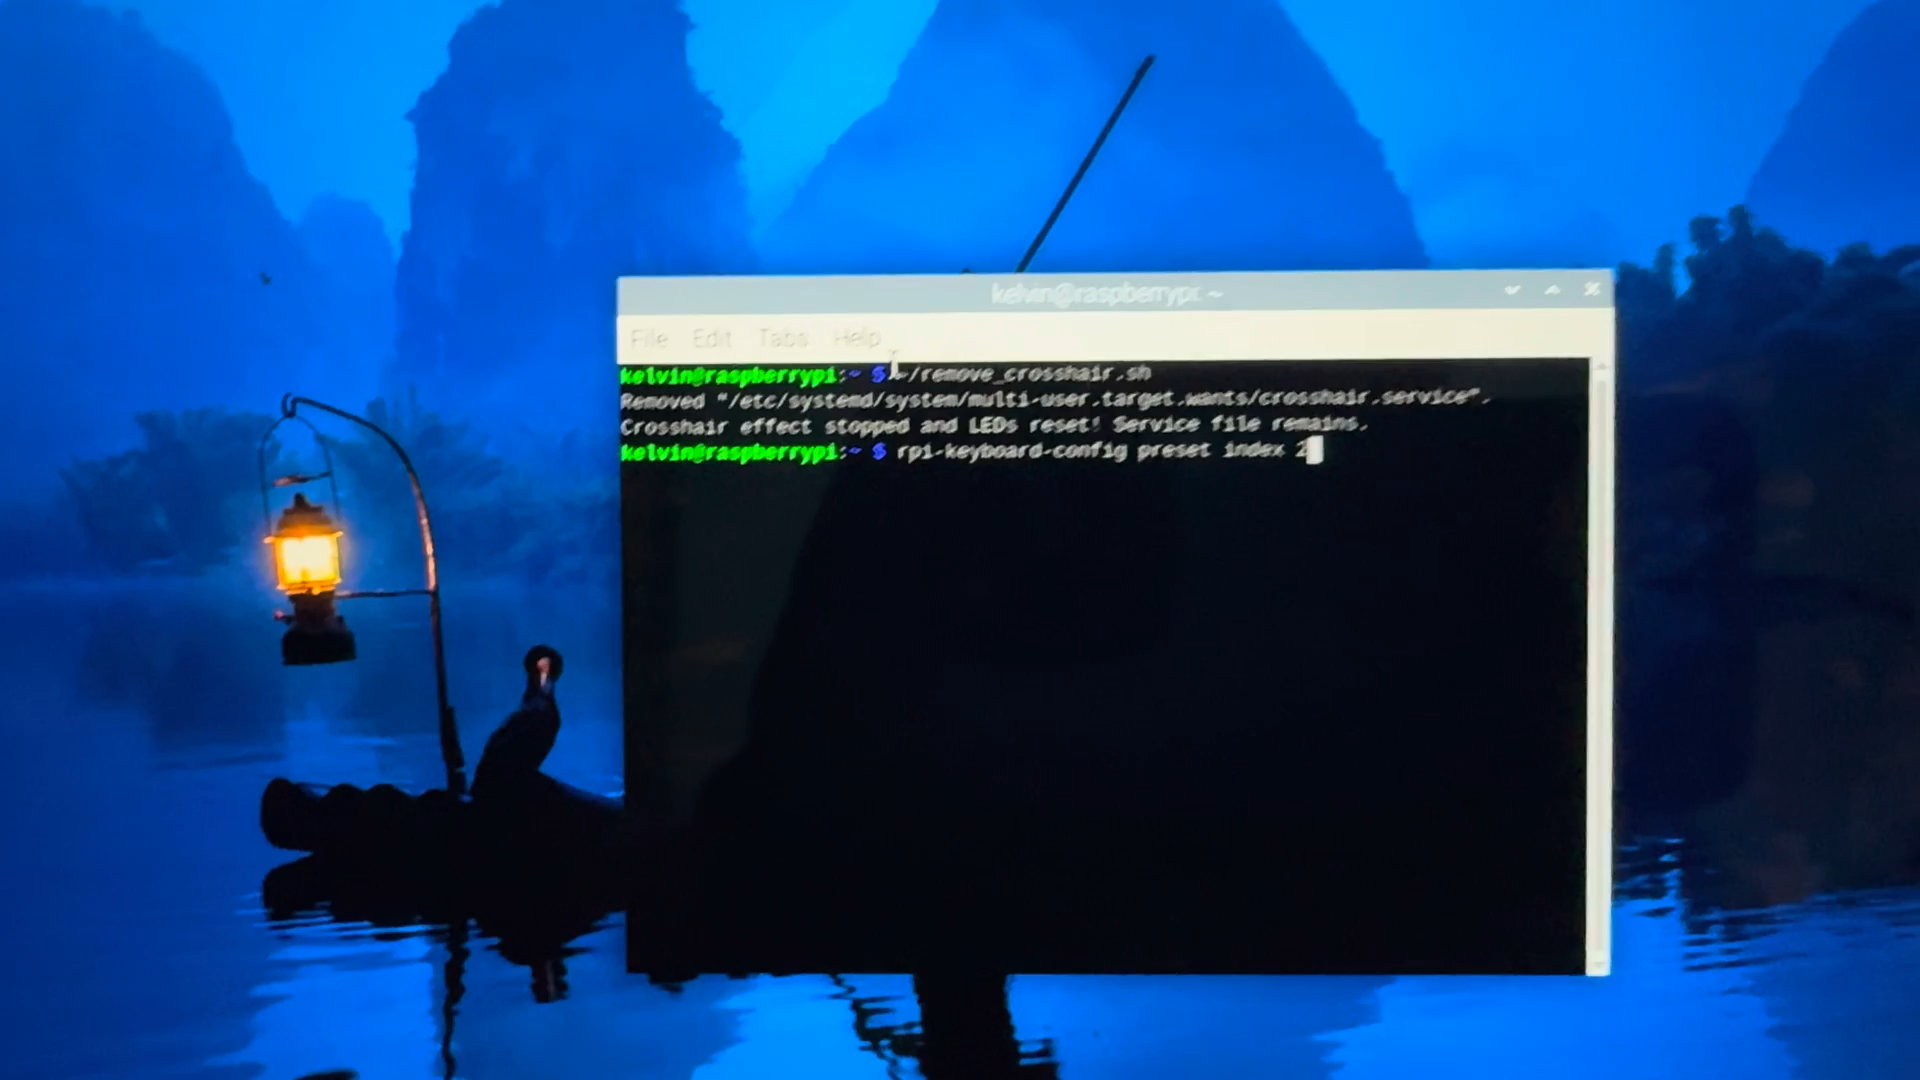 kelvin@raspberrypi: ~
File Edit Tabs Help
kelvin@raspberrypi:~ $ ~/remove_crosshair.sh
Removed "/etc/systemd/system/multi-user.target.wants/crosshair.service".
Crosshair effect stopped and LEDs reset! Service file remains.
kelvin@raspberrypi:~ $ rpi-keyboard-config preset index 2